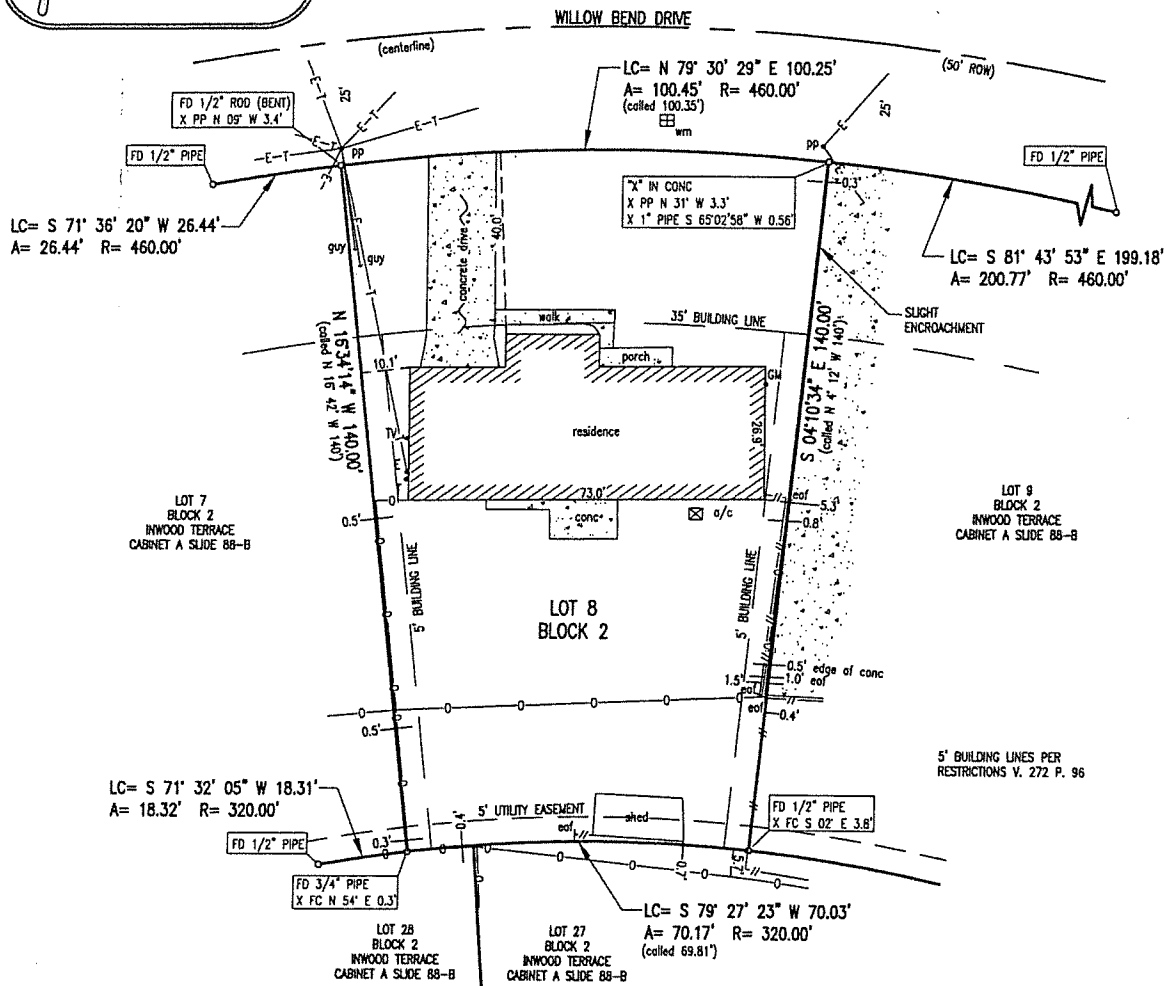 WILLOW BEND DRIVE
(centerline)
(50' ROW)
LC= N 79° 30' 29" E 100.25'
A= 100.45' R= 460.00'
(called 100.35')
wm
25'
25'
E-T
E-T
E-T
E-T
FD 1/2" ROD (BENT)
X PP N 09° W 3.4'
PP
PP
FD 1/2" PIPE
FD 1/2" PIPE
"X" IN CONC
X PP N 31° W 3.3'
X 1" PIPE S 65°02'58" W 0.56'
0.3'
LC= S 71° 36' 20" W 26.44'
A= 26.44' R= 460.00'
LC= S 81° 43' 53" E 199.18'
A= 200.77' R= 460.00'
guy
guy
T
concrete drive
40.0'
SLIGHT
ENCROACHMENT
walk
35' BUILDING LINE
porch
N 16°34'14" W 140.00'
(called N 16° 42' W 140')
10.1'
GM
S 04°10'34" E 140.00'
(called N 4° 12' W 140')
residence
26.9'
TV
E
73.0'
eof
5.3'
0.5'
0.8'
conc
a/c
LOT 7
BLOCK 2
INWOOD TERRACE
CABINET A SLIDE 88-B
LOT 9
BLOCK 2
INWOOD TERRACE
CABINET A SLIDE 88-B
5' BUILDING LINE
LOT 8
BLOCK 2
5' BUILDING LINE
0.5' edge of conc
1.5'
1.0' eof
eof
eof
0.4'
0.5'
5' BUILDING LINES PER
RESTRICTIONS V. 272 P. 96
LC= S 71° 32' 05" W 18.31'
A= 18.32' R= 320.00'
5' UTILITY EASEMENT
shed
eof
0.4'
0.3'
FD 1/2" PIPE
X FC S 02° E 3.8'
FD 1/2" PIPE
0.7'
5.7'
FD 3/4" PIPE
X FC N 54° E 0.3'
LC= S 79° 27' 23" W 70.03'
A= 70.17' R= 320.00'
(called 69.81')
LOT 28
BLOCK 2
INWOOD TERRACE
CABINET A SLIDE 88-B
LOT 27
BLOCK 2
INWOOD TERRACE
CABINET A SLIDE 88-B